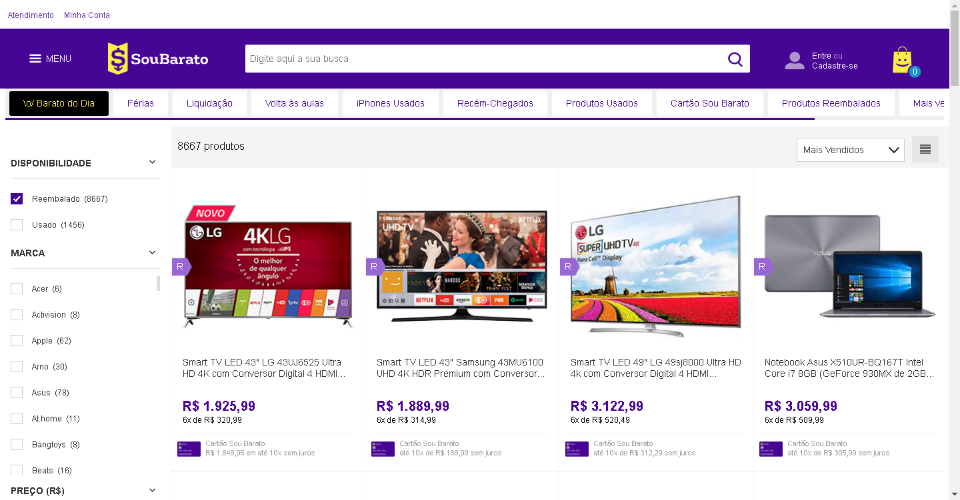 Atendimento Minha Conta
MENU
SouBarato
Digite aqui a sua busca
Entre ou
Cadastre-se
0
\o/ Barato do Dia
Férias
Liquidação
Volta às aulas
iPhones Usados
Recém-Chegados
Produtos Usados
Cartão Sou Barato
Produtos Reembalados
Mais ve
8667 produtos
Mais Vendidos
DISPONIBILIDADE
Reembalado (8667)
Usado (1456)
MARCA
Acer (6)
Activision (8)
Apple (62)
Arno (30)
Asus (78)
Athome (11)
Bangtoys (8)
Beats (16)
PREÇO (R$)
NOVO
LG
4K LG
O melhor
de qualquer
ângulo
R
Smart TV LED 43" LG 43UJ6525 Ultra
HD 4K com Conversor Digital 4 HDMI...
R$ 1.925,99
6x de R$ 320,99
Cartão Sou Barato
R$ 1.848,95 em até 10x sem juros
UHD TV
NETFLIX
R
Smart TV LED 43" Samsung 43MU6100
UHD 4K HDR Premium com Conversor...
R$ 1.889,99
6x de R$ 314,99
Cartão Sou Barato
até 10x de R$ 188,99 sem juros
LG
SUPER UHD TV 4K
Nano Cell Display
R
Smart TV LED 49" LG 49sj8000 Ultra HD
4k com Conversor Digital 4 HDMI...
R$ 3.122,99
6x de R$ 520,49
Cartão Sou Barato
até 10x de R$ 312,29 sem juros
R
Notebook Asus X510UR-BQ167T Intel
Core I7 8GB (GeForce 930MX de 2GB...
R$ 3.059,99
6x de R$ 509,99
Cartão Sou Barato
até 10x de R$ 305,99 sem juros